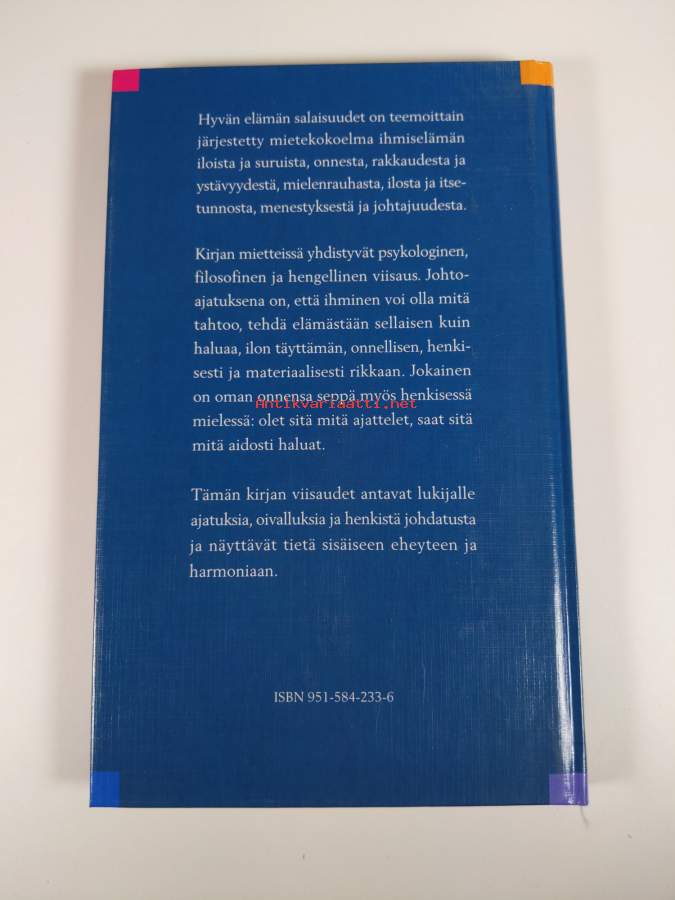 Hyvän elämän salaisuudet on teemoittain
järjestetty mietekokoelma ihmiselämän
iloista ja suruista, onnesta, rakkaudesta ja
ystävyydestä, mielenrauhasta, ilosta ja itse-
tunnosta, menestyksestä ja johtajuudesta.
Kirjan mietteissä yhdistyvät psykologinen,
filosofinen ja hengellinen viisaus. Johto-
ajatuksena on, että ihminen voi olla mitä
tahtoo, tehdä elämästään sellaisen kuin
haluaa, ilon täyttämän, onnellisen, henki-
sesti ja materiaalisesti rikkaan. Jokainen
on oman onnensa seppä myös henkisessä
Antikvariaatti.net
mielessä: olet sitä mitä ajattelet, saat sitä
mitä aidosti haluat.
Tämän kirjan viisaudet antavat lukijalle
ajatuksia, oivalluksia ja henkistä johdatusta
ja näyttävät tietä sisäiseen eheyteen ja
harmoniaan.
ISBN 951-584-233-6